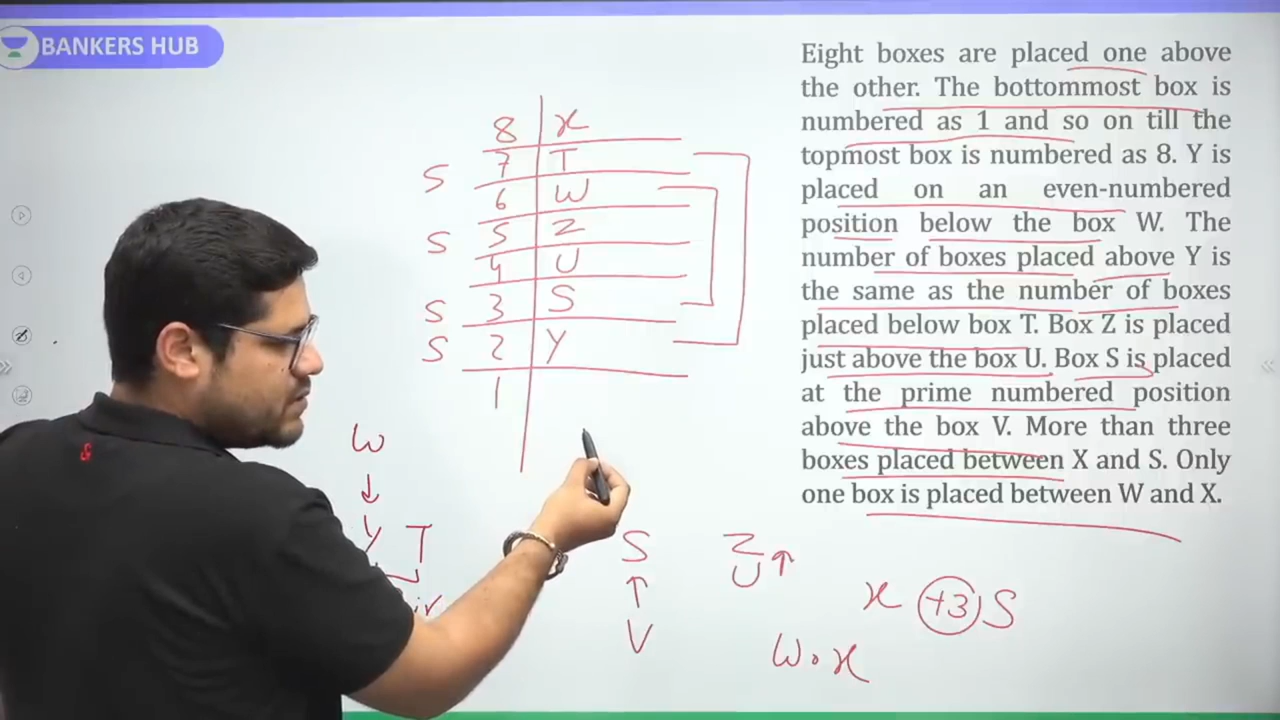 BANKERS HUB
Eight boxes are placed one above
the other. The bottommost box is
numbered as 1 and so on till the
topmost box is numbered as 8. Y is
placed on an even-numbered
position below the box W. The
number of boxes placed above Y is
the same as the number of boxes
placed below box T. Box Z is placed
just above the box U. Box S is placed
at the prime numbered position
above the box V. More than three
boxes placed between X and S. Only
one box is placed between W and X.
8 x
7 T
S
6 W
5 Z
S
4 U
3 S
S
2 Y
S
1
W
Y T
S
V
Z
U
x +3 S
W . x